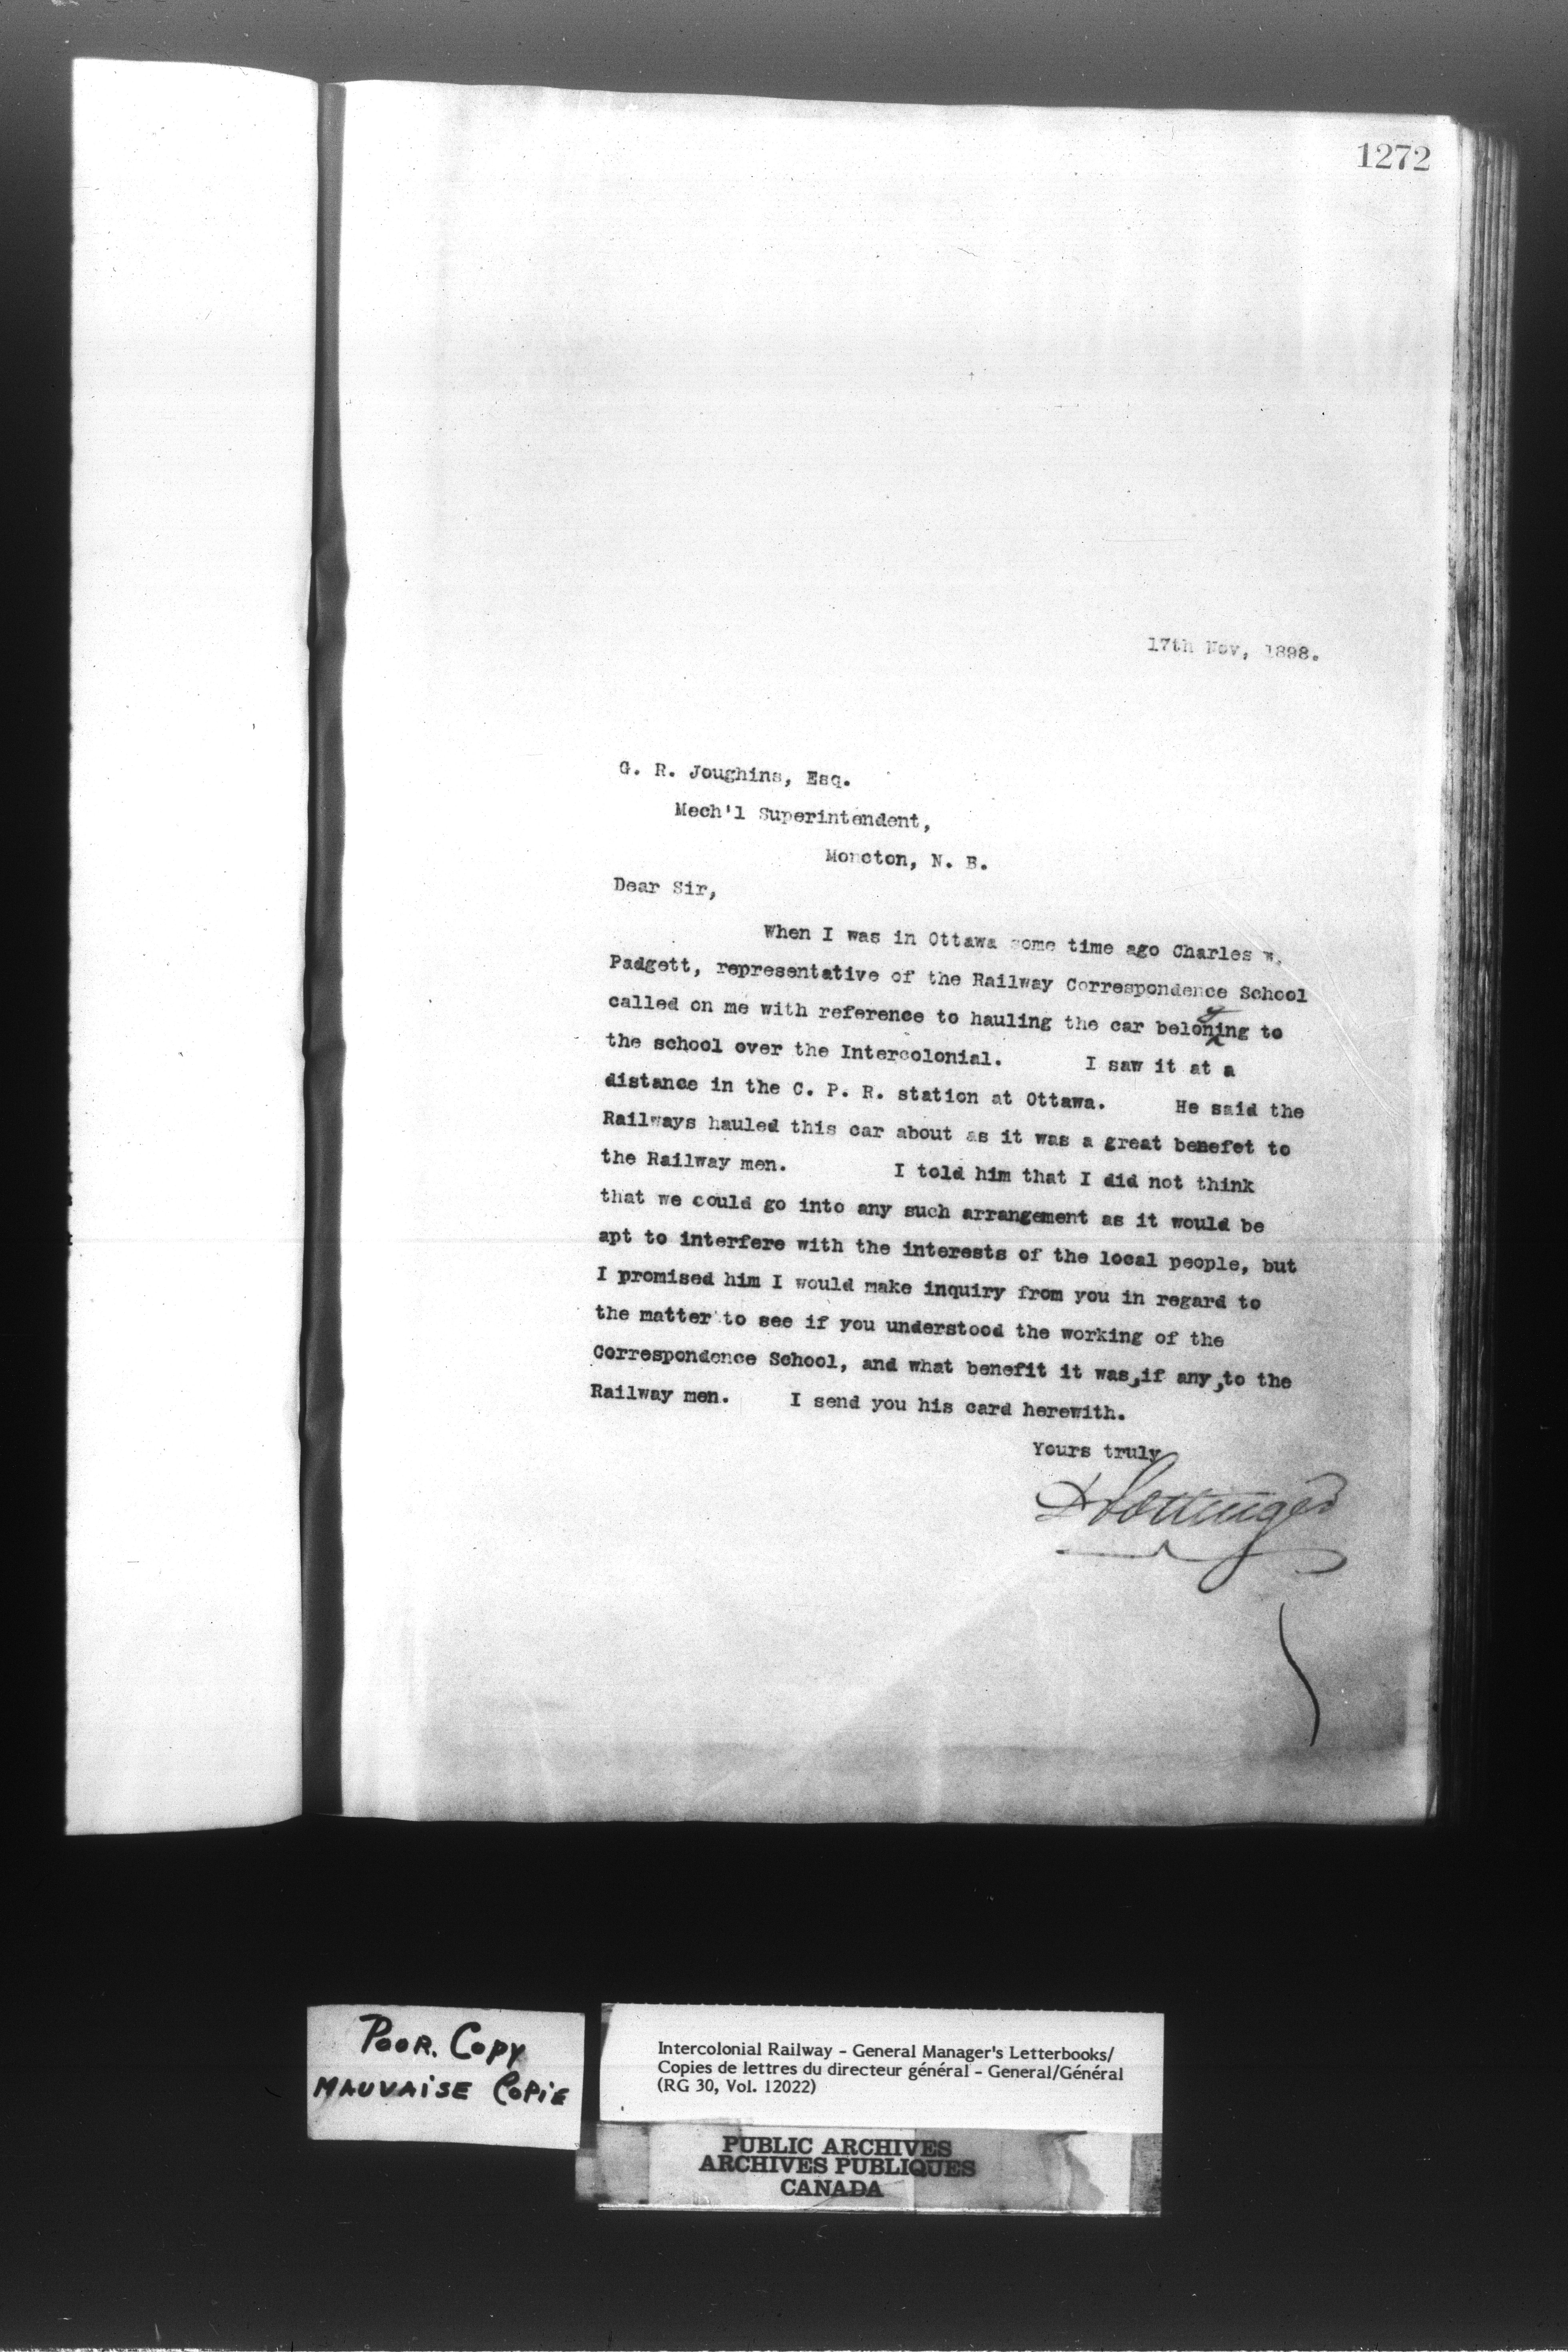 1272
17th Nov, 1898.
G. R. Joughins, Esq.
Mech'l Superintendent,
Moncton, N. B.
Dear Sir,
When I was in Ottawa some time ago Charles W.
Padgett, representative of the Railway Correspondence School
called on me with reference to hauling the car belonging to
the school over the Intercolonial. I saw it at a
distance in the C. P. R. station at Ottawa. He said the
Railways hauled this car about as it was a great benefet to
the Railway men. I told him that I did not think
that we could go into any such arrangement as it would be
apt to interfere with the interests of the local people, but
I promised him I would make inquiry from you in regard to
the matter to see if you understood the working of the
Correspondence School, and what benefit it was, if any, to the
Railway men. I send you his card herewith.
Yours truly
D Pottinger
POOR. COPY
MAUVAISE COPIE
Intercolonial Railway - General Manager's Letterbooks/
Copies de lettres du directeur général - General/Général
(RG 30, Vol. 12022)
PUBLIC ARCHIVES
ARCHIVES PUBLIQUES
CANADA